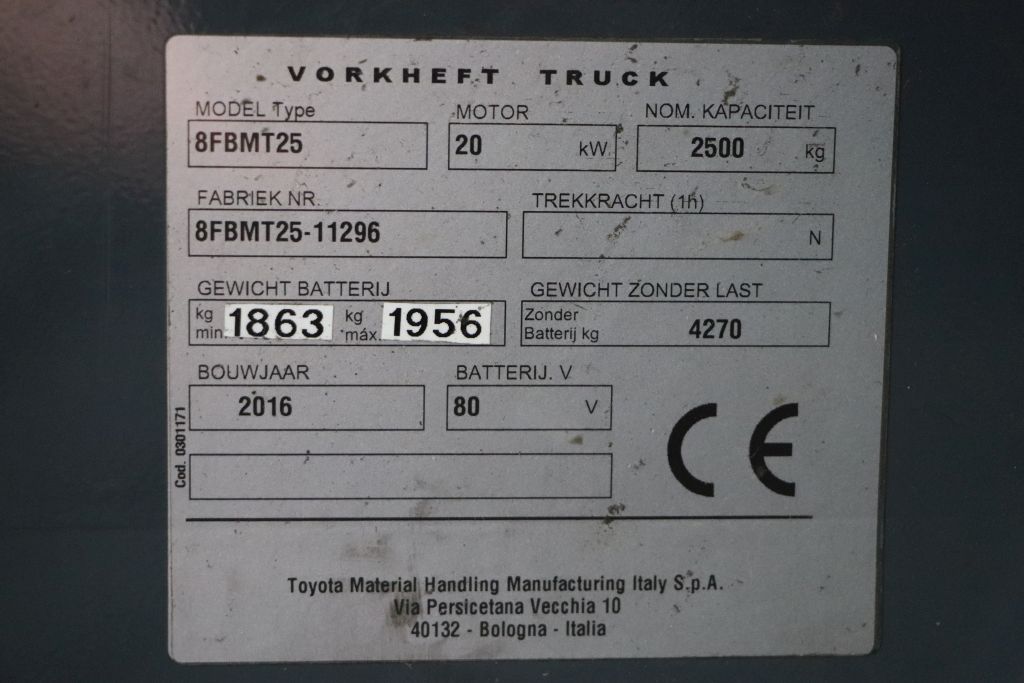 VORKHEFT TRUCK
MODEL Type MOTOR NOM. KAPACITEIT
8FBMT25 20 kW 2500 kg
FABRIEK NR. TREKKRACHT (1h)
8FBMT25-11296 N
GEWICHT BATTERIJ GEWICHT ZONDER LAST
kg min. 1863 kg máx. 1956 Zonder Batterij kg 4270
BOUWJAAR BATTERIJ. V
2016 80 V
CE
Cod. 0301171
Toyota Material Handling Manufacturing Italy S.p.A.
Via Persicetana Vecchia 10
40132 - Bologna - Italia